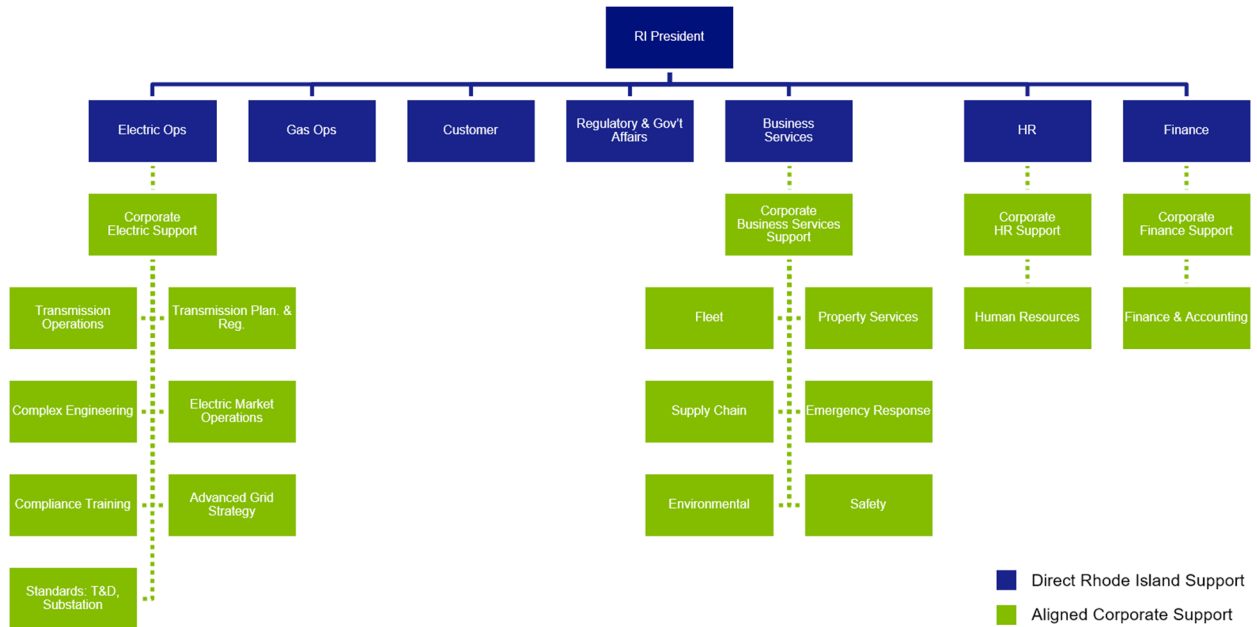 RI President
Electric Ops
Gas Ops
Customer
Regulatory & Gov't
Affairs
Business
Services
HR
Finance
Corporate
Electric Support
Corporate
Business Services
Support
Corporate
HR Support
Corporate
Finance Support
Transmission
Operations
Transmission Plan. &
Reg.
Fleet
Property Services
Human Resources
Finance & Accounting
Complex Engineering
Electric Market
Operations
Supply Chain
Emergency Response
Compliance Training
Advanced Grid
Strategy
Environmental
Safety
Standards: T&D,
Substation
Direct Rhode Island Support
Aligned Corporate Support